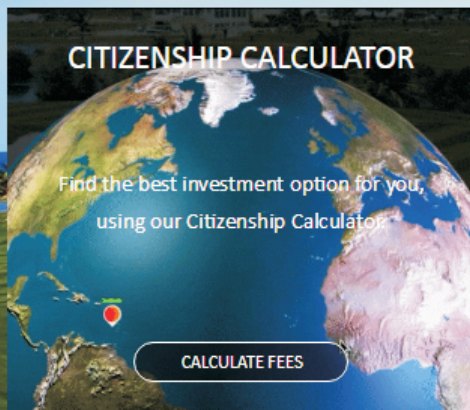 CITIZENSHIP CALCULATOR
Find the best investment option for you,
using our Citizenship Calculator.
CALCULATE FEES